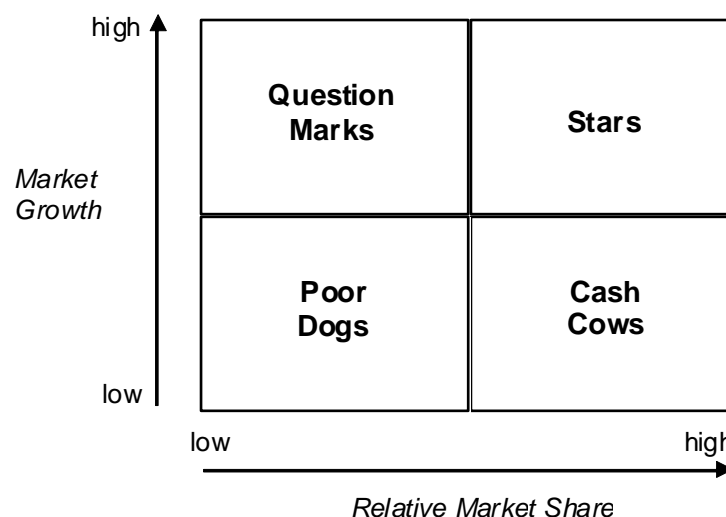 high
Question
Marks
Stars
Market
Growth
Poor
Dogs
Cash
Cows
low
low
high
Relative Market Share